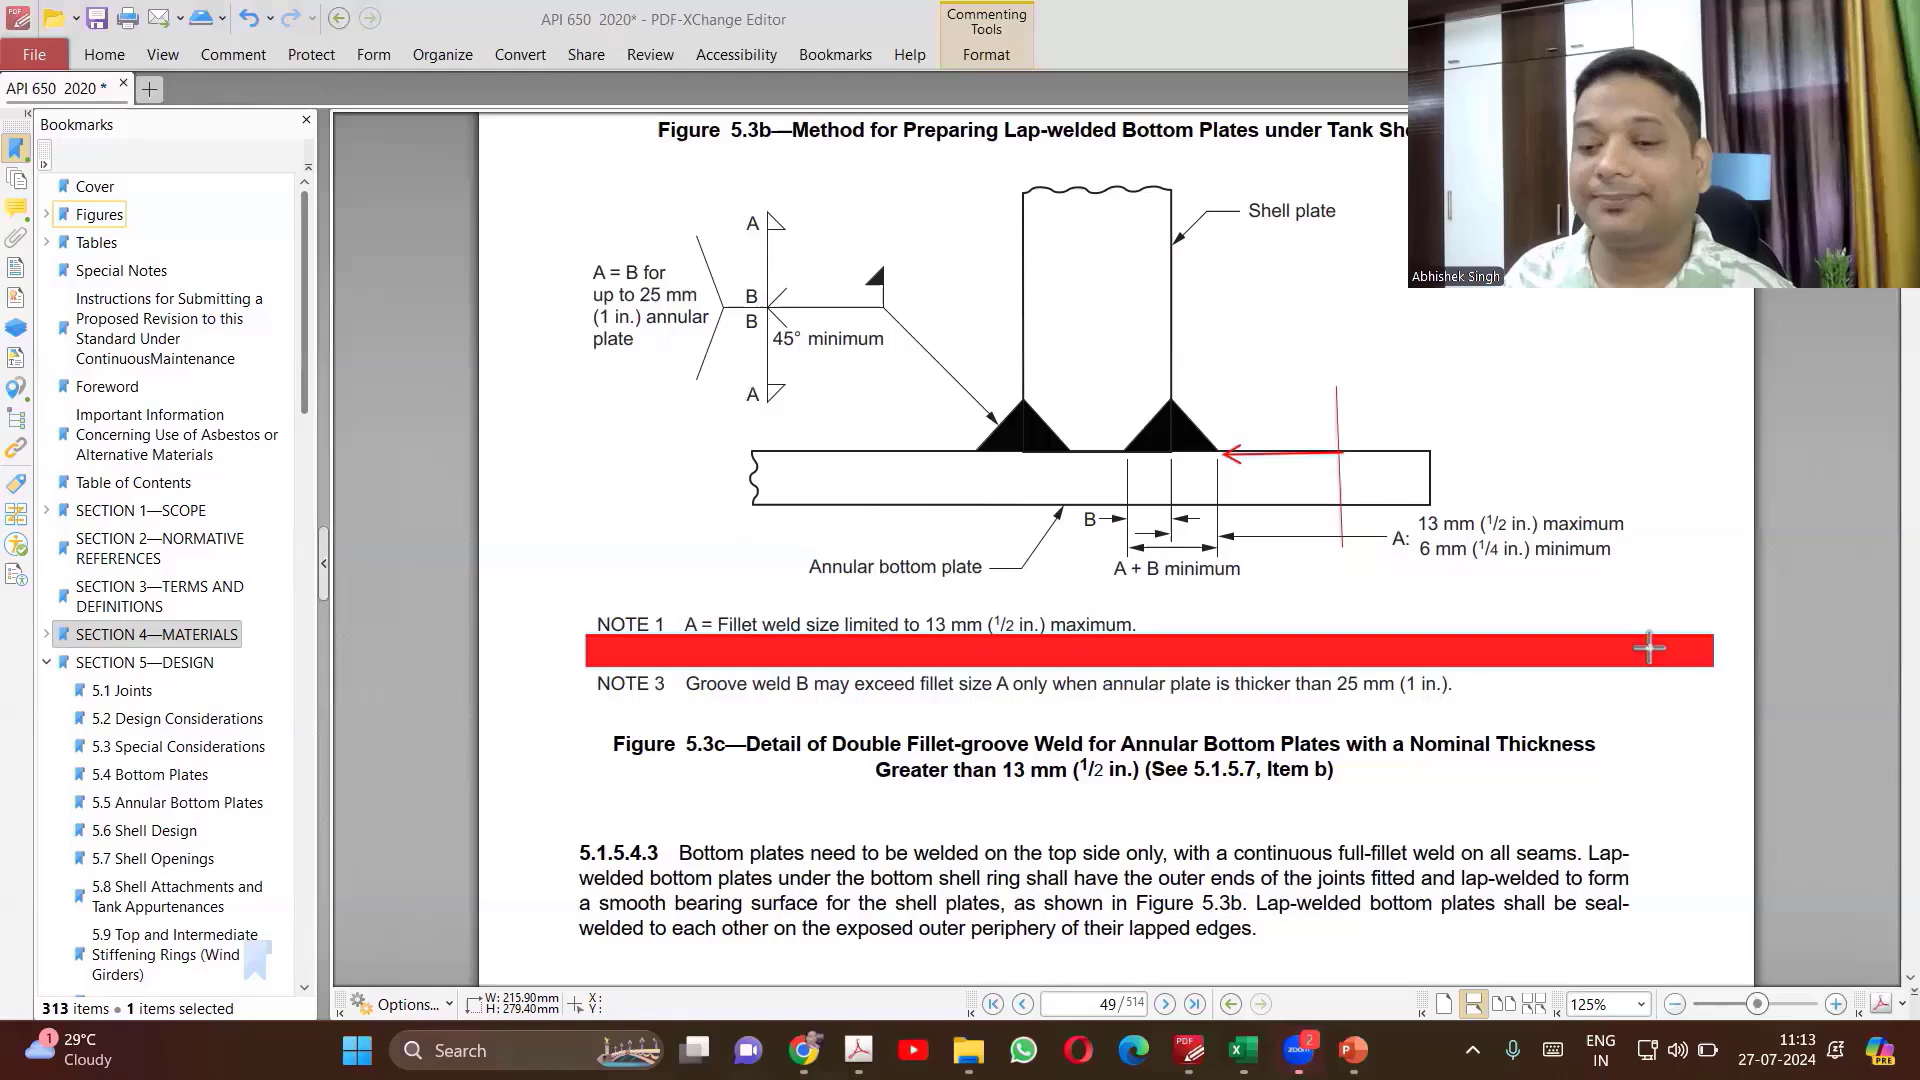 API 650 2020* - PDF-XChange Editor
Commenting
Tools
File
Home
View
Comment
Protect
Form
Organize
Convert
Share
Review
Accessibility
Bookmarks
Help
Format
API 650 2020 *
Bookmarks
Cover
Figures
Tables
Special Notes
Instructions for Submitting a
Proposed Revision to this
Standard Under
ContinuousMaintenance
Foreword
Important Information
Concerning Use of Asbestos or
Alternative Materials
Table of Contents
SECTION 1—SCOPE
SECTION 2—NORMATIVE
REFERENCES
SECTION 3—TERMS AND
DEFINITIONS
SECTION 4—MATERIALS
SECTION 5—DESIGN
5.1 Joints
5.2 Design Considerations
5.3 Special Considerations
5.4 Bottom Plates
5.5 Annular Bottom Plates
5.6 Shell Design
5.7 Shell Openings
5.8 Shell Attachments and
Tank Appurtenances
5.9 Top and Intermediate
Stiffening Rings (Wind
Girders)
313 items • 1 items selected
Figure 5.3b—Method for Preparing Lap-welded Bottom Plates under Tank
Shell plate
A
A = B for
up to 25 mm
(1 in.) annular
plate
B
B
45° minimum
A
B
A: 13 mm (1/2 in.) maximum
6 mm (1/4 in.) minimum
Annular bottom plate
A + B minimum
NOTE 1 A = Fillet weld size limited to 13 mm (1/2 in.) maximum.
NOTE 3 Groove weld B may exceed fillet size A only when annular plate is thicker than 25 mm (1 in.).
Figure 5.3c—Detail of Double Fillet-groove Weld for Annular Bottom Plates with a Nominal Thickness
Greater than 13 mm (1/2 in.) (See 5.1.5.7, Item b)
5.1.5.4.3 Bottom plates need to be welded on the top side only, with a continuous full-fillet weld on all seams. Lap-
welded bottom plates under the bottom shell ring shall have the outer ends of the joints fitted and lap-welded to form
a smooth bearing surface for the shell plates, as shown in Figure 5.3b. Lap-welded bottom plates shall be seal-
welded to each other on the exposed outer periphery of their lapped edges.
Abhishek Singh
Options...
W: 215.90mm
H: 279.40mm
X:
Y:
49 / 514
125%
1
29°C
Cloudy
Search
PDF
zoom
2
ENG
IN
11:13
27-07-2024
PRE